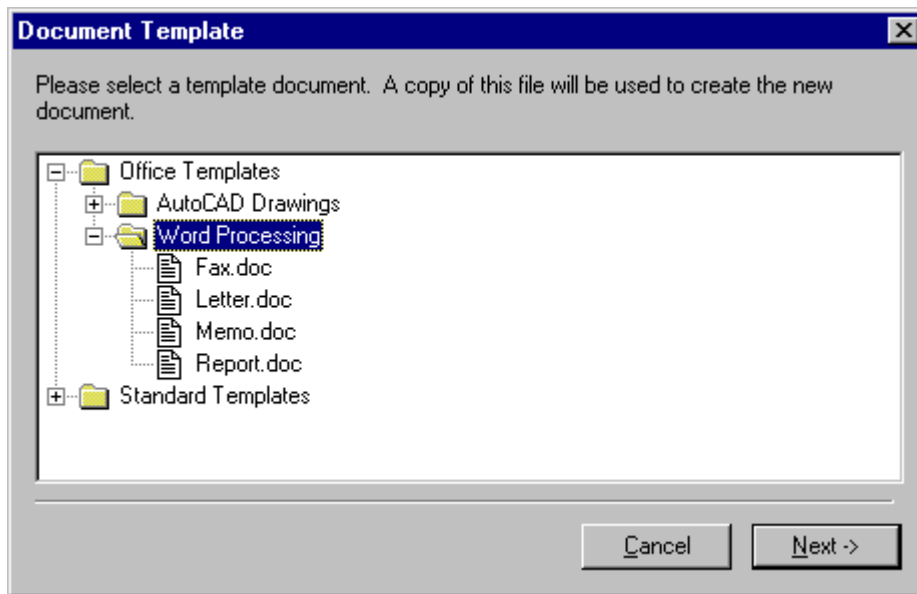 Document Template
Please select a template document.  A copy of this file will be used to create the new
document.
Office Templates
AutoCAD Drawings
Word Processing
Fax.doc
Letter.doc
Memo.doc
Report.doc
Standard Templates
Cancel
Next ->